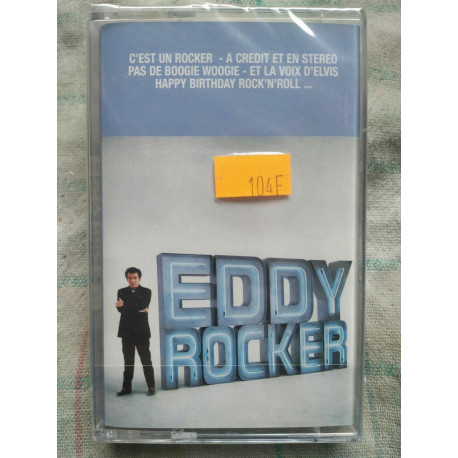 C'EST UN ROCKER - A CREDIT ET EN STEREO
PAS DE BOOGIE WOOGIE - ET LA VOIX D'ELVIS
HAPPY BIRTHDAY ROCK'N'ROLL ...
104F
EDDY
ROCKER